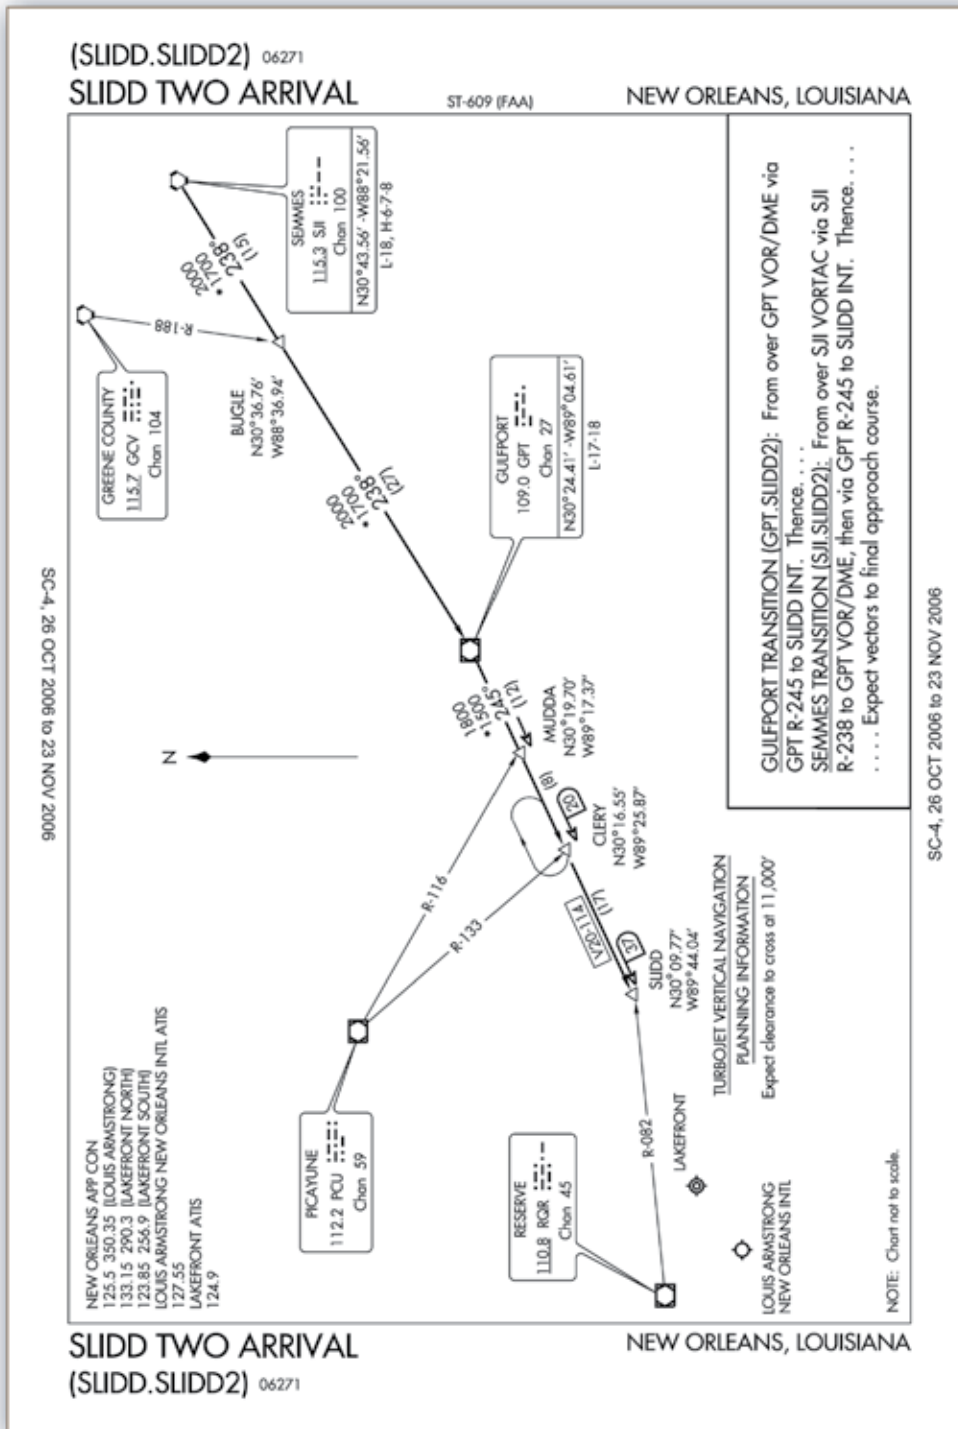 (SLIDD.SLIDD2) 06271
SLIDD TWO ARRIVAL
ST-609 (FAA)
NEW ORLEANS, LOUISIANA
SEMMES
115.3 SJI
Chan 100
N30°43.56' -W88°21.56'
L-18, H-6-7-8
2000
*1700
238°
(15)
R-188
GREENE COUNTY
115.7 GCV
Chan 104
BUGLE
N30°36.76'
W88°36.94'
2000
*1700
238°
(27)
GULFPORT
109.0 GPT
Chan 27
N30°24.41' -W89°04.61'
L-17-18
1800
*1500
245°
(12)
MUDDA
N30°19.70'
W89°17.37'
N
(8)
20
CLERY
N30°16.55'
W89°25.87'
R-116
R-133
V20-114
(17)
37
SLIDD
N30°09.77'
W89°44.04'
PICAYUNE
112.2 PCU
Chan 59
RESERVE
110.8 RQR
Chan 45
R-082
LAKEFRONT
LOUIS ARMSTRONG
NEW ORLEANS INTL
NEW ORLEANS APP CON
125.5 350.35 (LOUIS ARMSTRONG)
133.15 290.3 (LAKEFRONT NORTH)
123.85 256.9 (LAKEFRONT SOUTH)
LOUIS ARMSTRONG NEW ORLEANS INTL ATIS
127.55
LAKEFRONT ATIS
124.9
TURBOJET VERTICAL NAVIGATION
PLANNING INFORMATION
Expect clearance to cross at 11,000'
NOTE: Chart not to scale.
GULFPORT TRANSITION (GPT.SLIDD2): From over GPT VOR/DME via
GPT R-245 to SLIDD INT. Thence. . . .
SEMMES TRANSITION (SJI.SLIDD2): From over SJI VORTAC via SJI
R-238 to GPT VOR/DME, then via GPT R-245 to SLIDD INT. Thence. . . .
. . . . Expect vectors to final approach course.
SC-4, 26 OCT 2006 to 23 NOV 2006
SC-4, 26 OCT 2006 to 23 NOV 2006
SLIDD TWO ARRIVAL
(SLIDD.SLIDD2) 06271
NEW ORLEANS, LOUISIANA